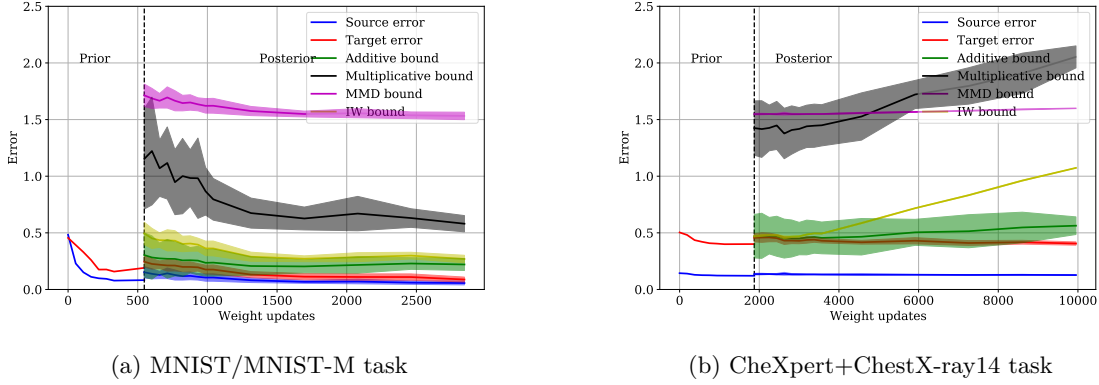 2.5
2.0
1.5
1.0
0.5
0.0
Error
0
500
1000
1500
2000
2500
Weight updates
Prior
Posterior
Source error
Target error
Additive bound
Multiplicative bound
MMD bound
IW bound
(a) MNIST/MNIST-M task
2.5
2.0
1.5
1.0
0.5
0.0
Error
0
2000
4000
6000
8000
10000
Weight updates
Prior
Posterior
Source error
Target error
Additive bound
Multiplicative bound
MMD bound
IW bound
(b) CheXpert+ChestX-ray14 task